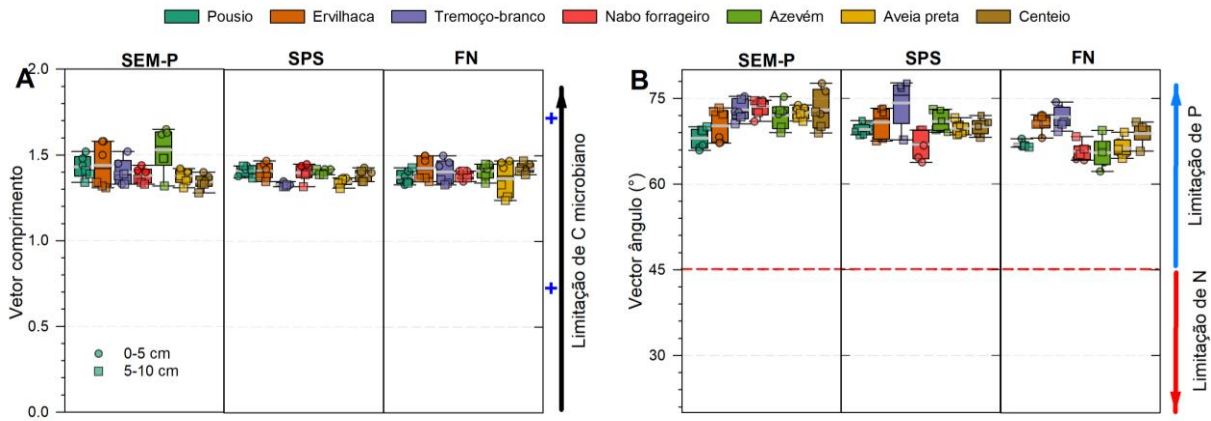 Pousio Ervilhaca Tremoço-branco Nabo forrageiro Azevém Aveia preta Centeio
A
SEM-P SPS FN
Vetor comprimento
2.0
1.5
1.0
0.5
0.0
0-5 cm
5-10 cm
+
+
Limitação de C microbiano
B
SEM-P SPS FN
Vector ângulo (°)
75
60
45
30
Limitação de P
Limitação de N